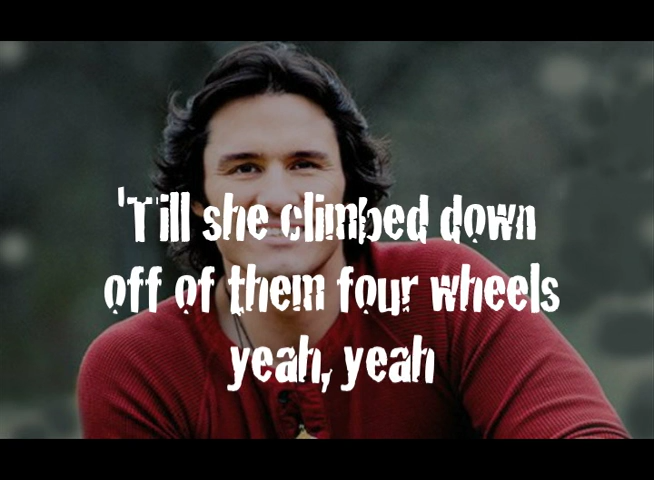 'Till she climbed down
off of them four wheels
yeah, yeah